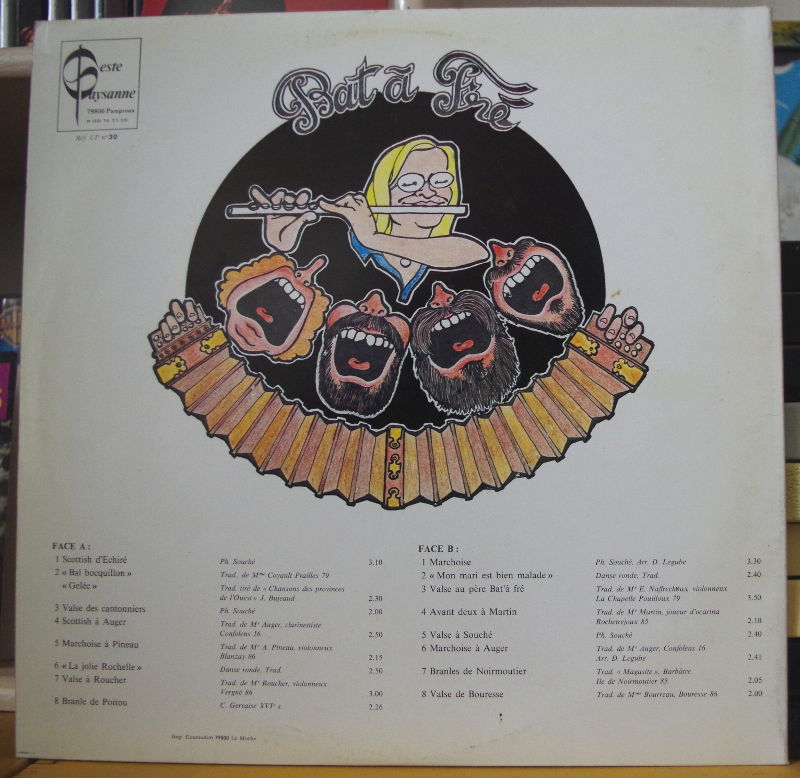 Geste
Paysanne
79800 Pamproux
Réf. G.P. n° 20
Bat à Fré
FACE A :
1 Scottish d'Echiré Ph. Souché 3.10
2 « Bal bocquillon » Trad. de Mme Coyault Prailles 79
« Gelée » Trad. tiré de « Chansons des provinces
de l'Ouest » J. Bujeaud 2.30
3 Valse des cantonniers Ph. Souché 2.00
4 Scottish à Auger Trad. de Mr Auger, clarinettiste
Confolens 16 2.50
5 Marchoise à Pineau Trad. de Mr A. Pineau, violonneux
Blanzay 86 2.15
6 « La jolie Rochelle » Danse ronde, Trad. 2.50
7 Valse à Roucher Trad. de Mr Roucher, violonneux
Vergné 86 3.00
8 Branle de Poitou C. Gervaise XVIe s 2.26
FACE B :
1 Marchoise Ph. Souché, Arr. D. Legube 3.30
2 « Mon mari est bien malade » Danse ronde, Trad. 2.40
3 Valse au père Bat'à fré Trad. de Mr E. Naffrechoux violonneux
La Chapelle Pouilloux 79 3.50
4 Avant deux à Martin Trad. de Mr Martin, joueur d'ocarina
Rochetrejoux 85 2.10
5 Valse à Souché Ph. Souché 2.40
6 Marchoise à Auger Trad. de Mr Auger, Confolens 16
Arr. D. Legube 2.41
7 Branles de Noirmoutier Trad. « Magasite », Barbâtre
Ile de Noirmoutier 85 2.05
8 Valse de Bouresse Trad. de Mme Bourreau, Bouresse 86 2.00
Imp. 79800 La Mothe